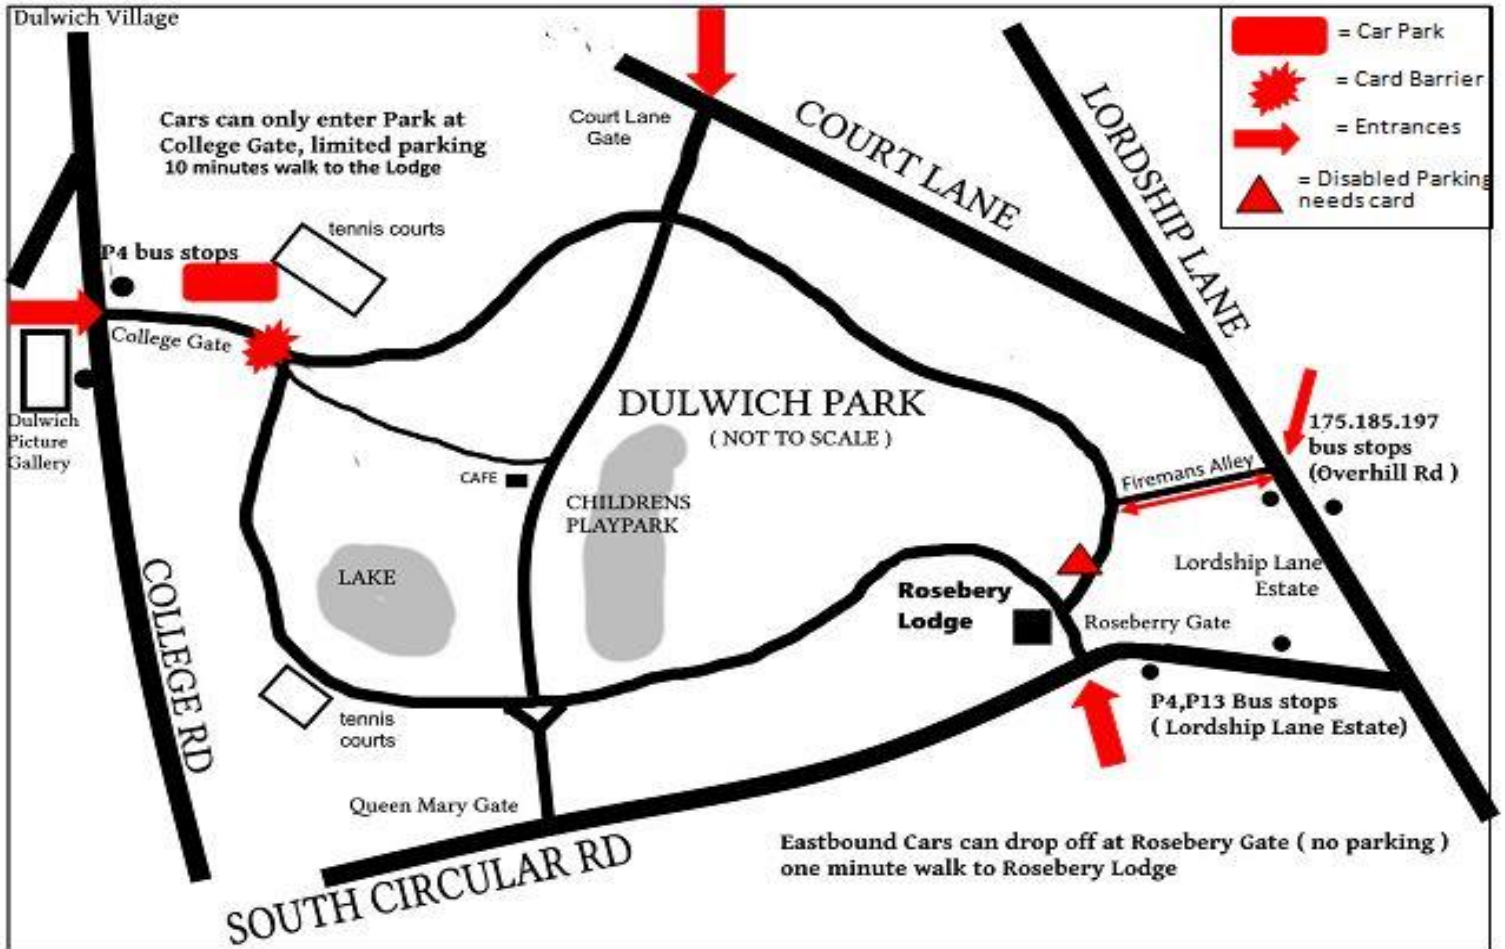 Dulwich Village
= Car Park
= Card Barrier
= Entrances
= Disabled Parking
needs card
Cars can only enter Park at
College Gate, limited parking
10 minutes walk to the Lodge
Court Lane
Gate
COURT LANE
LORDSHIP LANE
tennis courts
P4 bus stops
College Gate
Dulwich
Picture
Gallery
DULWICH PARK
( NOT TO SCALE )
175.185.197
bus stops
(Overhill Rd )
Firemans Alley
CAFE
CHILDRENS
PLAYPARK
LAKE
COLLEGE RD
Rosebery
Lodge
Lordship Lane
Estate
Roseberry Gate
P4,P13 Bus stops
( Lordship Lane Estate)
tennis
courts
Queen Mary Gate
SOUTH CIRCULAR RD
Eastbound Cars can drop off at Rosebery Gate ( no parking )
one minute walk to Rosebery Lodge